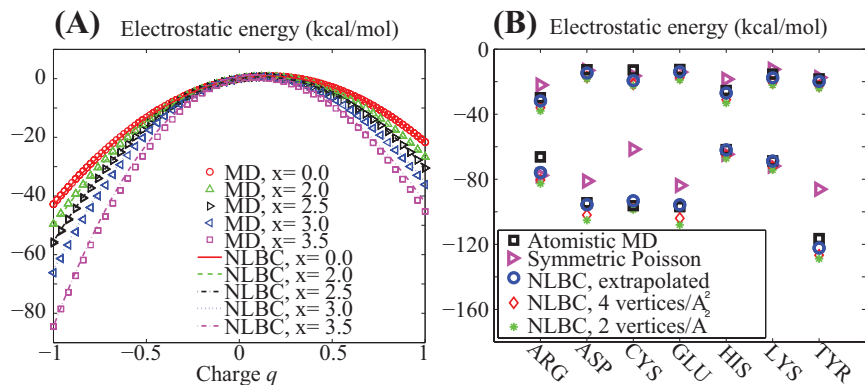 (A)
Electrostatic energy (kcal/mol)
0
−20
−40
−60
−80
MD, x= 0.0
MD, x= 2.0
MD, x= 2.5
MD, x= 3.0
MD, x= 3.5
NLBC, x= 0.0
NLBC, x= 2.0
NLBC, x= 2.5
NLBC, x= 3.0
NLBC, x= 3.5
−1 −0.5 0 0.5 1
Charge q
Electrostatic energy (kcal/mol)
(B)
0
−40
−80
−120
−160
Atomistic MD
Symmetric Poisson
NLBC, extrapolated
NLBC, 4 vertices/A²
NLBC, 2 vertices/A²
ARG ASP CYS GLU HIS LYS TYR